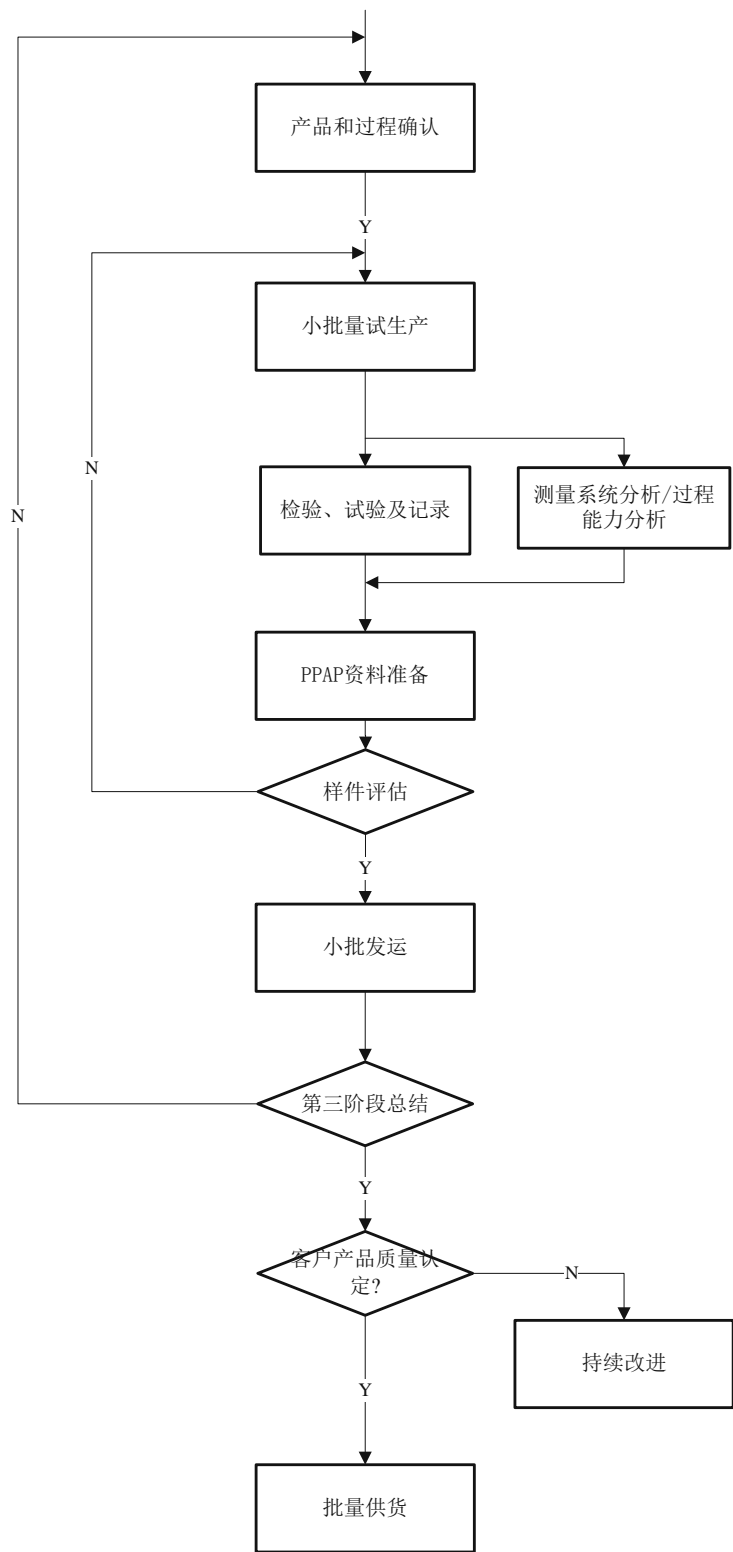 产品和过程确认
Y
小批量试生产
N
N
检验、试验及记录
测量系统分析/过程
能力分析
PPAP资料准备
样件评估
Y
小批发运
第三阶段总结
Y
客户产品质量认
定?
N
持续改进
Y
批量供货